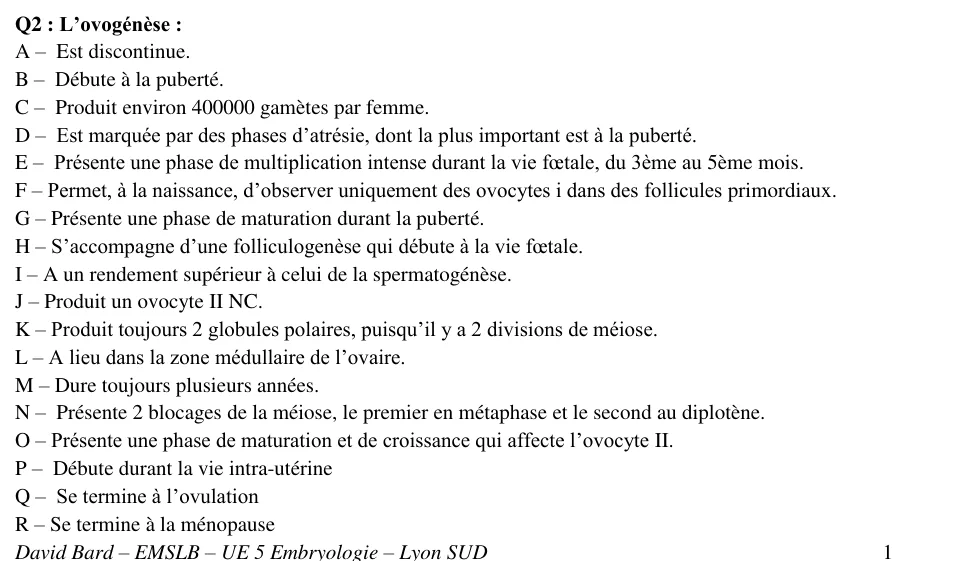 Q2 : L’ovogénèse :
A – Est discontinue.
B – Débute à la puberté.
C – Produit environ 400000 gamètes par femme.
D – Est marquée par des phases d’atrésie, dont la plus important est à la puberté.
E – Présente une phase de multiplication intense durant la vie fœtale, du 3ème au 5ème mois.
F – Permet, à la naissance, d’observer uniquement des ovocytes i dans des follicules primordiaux.
G – Présente une phase de maturation durant la puberté.
H – S’accompagne d’une folliculogenèse qui débute à la vie fœtale.
I – A un rendement supérieur à celui de la spermatogénèse.
J – Produit un ovocyte II NC.
K – Produit toujours 2 globules polaires, puisqu’il y a 2 divisions de méiose.
L – A lieu dans la zone médullaire de l’ovaire.
M – Dure toujours plusieurs années.
N – Présente 2 blocages de la méiose, le premier en métaphase et le second au diplotène.
O – Présente une phase de maturation et de croissance qui affecte l’ovocyte II.
P – Débute durant la vie intra-utérine
Q – Se termine à l’ovulation
R – Se termine à la ménopause
David Bard – EMSLB – UE 5 Embryologie – Lyon SUD 1